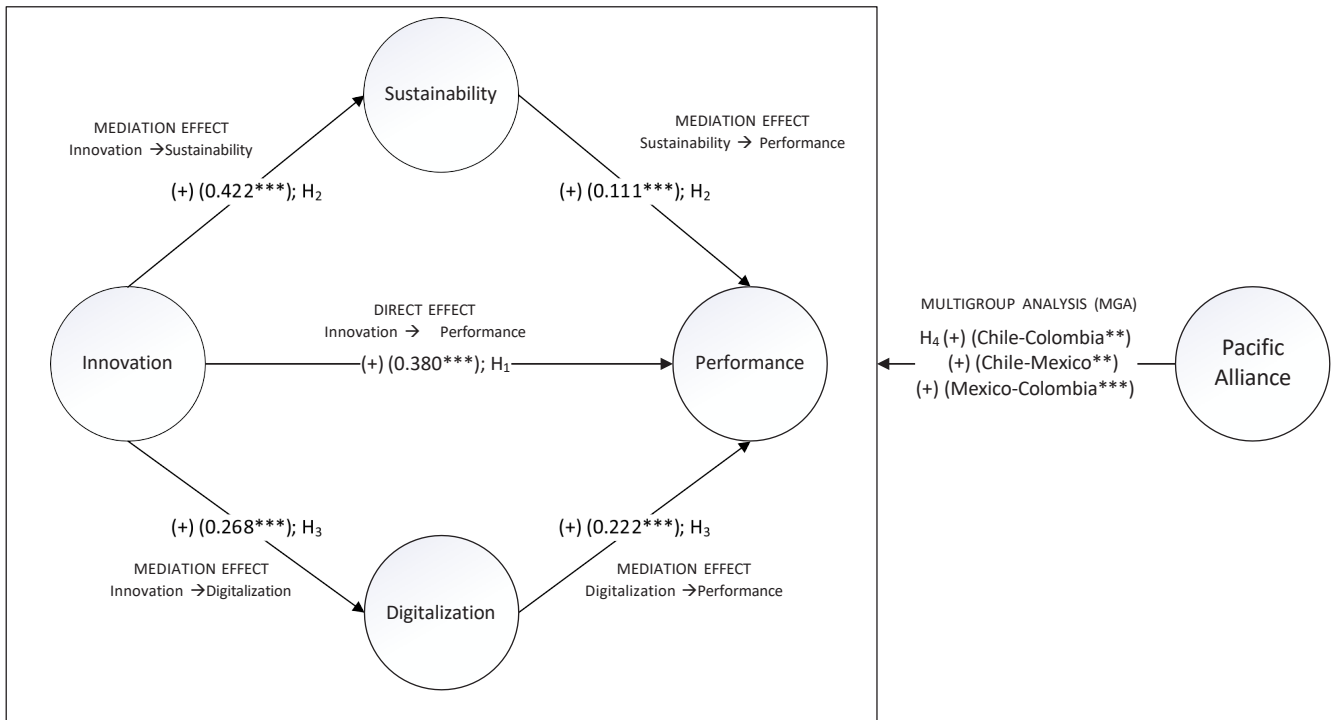 Sustainability
MEDIATION EFFECT
Innovation → Sustainability
(+) (0.422***); H₂
MEDIATION EFFECT
Sustainability → Performance
(+) (0.111***); H₂
Innovation
DIRECT EFFECT
Innovation → Performance
(+) (0.380***); H₁
Performance
MULTIGROUP ANALYSIS (MGA)
H₄ (+) (Chile-Colombia**)
(+) (Chile-Mexico**)
(+) (Mexico-Colombia***)
Pacific
Alliance
(+) (0.268***); H₃
MEDIATION EFFECT
Innovation → Digitalization
(+) (0.222***); H₃
MEDIATION EFFECT
Digitalization → Performance
Digitalization